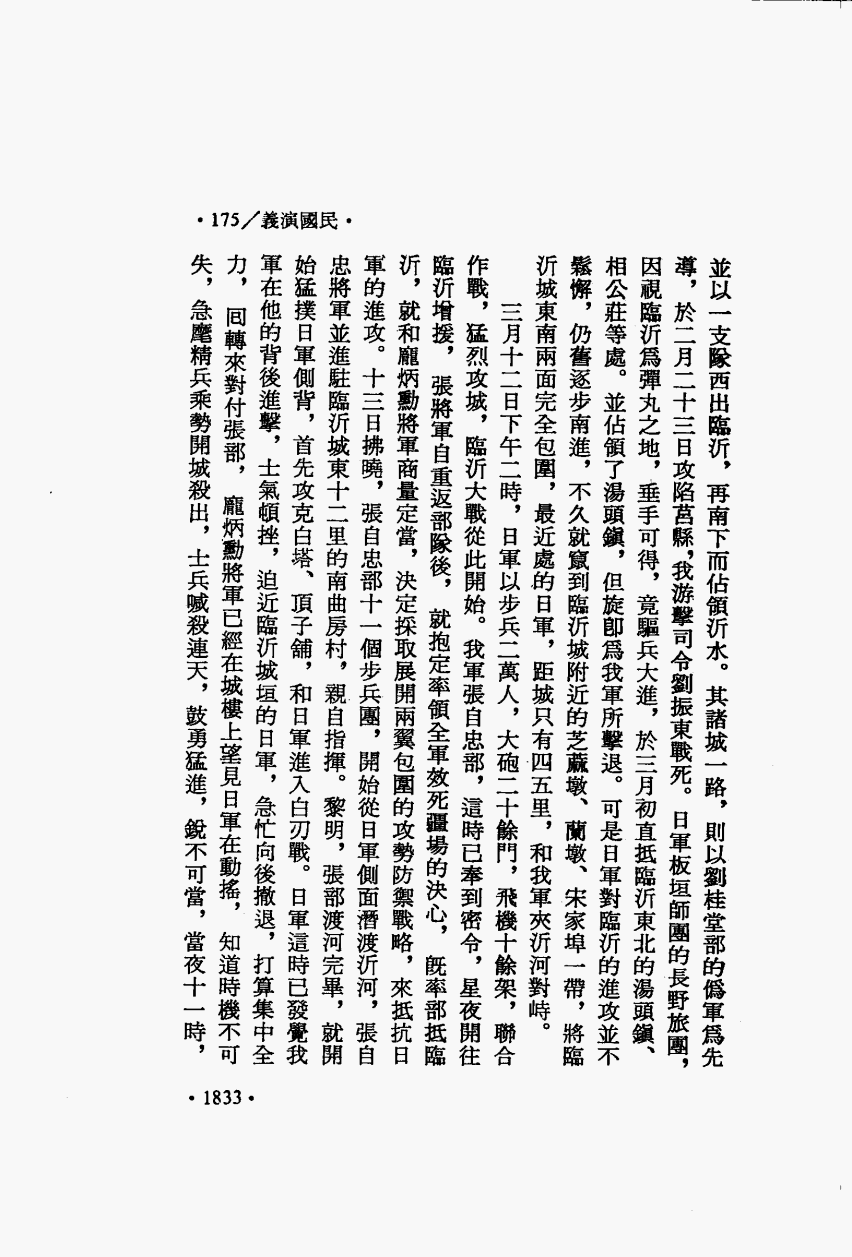 ・175／義演國民・
並以一支隊西出臨沂，再南下而佔領沂水。其諸城一路，則以劉桂堂部的僞軍爲先
導，於二月二十三日攻陷莒縣，我游擊司令劉振東戰死。日軍板垣師團的長野旅團，
因視臨沂爲彈丸之地，垂手可得，竟驅兵大進，於三月初直抵臨沂東北的湯頭鎭、
相公莊等處。並佔領了湯頭鎭，但旋卽爲我軍所擊退。可是日軍對臨沂的進攻並不
鬆懈，仍舊逐步南進，不久就竄到臨沂城附近的芝蔴墩、蘭墩、宋家埠一帶，將臨
沂城東南兩面完全包圍，最近處的日軍，距城只有四五里，和我軍夾沂河對峙。
三月十二日下午二時，日軍以步兵二萬人，大砲二十餘門，飛機十餘架，聯合
作戰，猛烈攻城，臨沂大戰從此開始。我軍張自忠部，這時已奉到密令，星夜開往
臨沂增援，張將軍自重返部隊後，就抱定率領全軍效死疆場的決心，旣率部抵臨
沂，就和龐炳勳將軍商量定當，決定採取展開兩翼包圍的攻勢防禦戰略，來抵抗日
軍的進攻。十三日拂曉，張自忠部十一個步兵團，開始從日軍側面潛渡沂河，張自
忠將軍並進駐臨沂城東十二里的南曲房村，親自指揮。黎明，張部渡河完畢，就開
始猛撲日軍側背，首先攻克白塔、頂子舖，和日軍進入白刃戰。日軍這時已發覺我
軍在他的背後進擊，士氣頓挫，迫近臨沂城垣的日軍，急忙向後撤退，打算集中全
力，囘轉來對付張部，龐炳勳將軍已經在城樓上望見日軍在動搖，知道時機不可
失，急麾精兵乘勢開城殺出，士兵喊殺連天，鼓勇猛進，銳不可當，當夜十一時，
・1833・